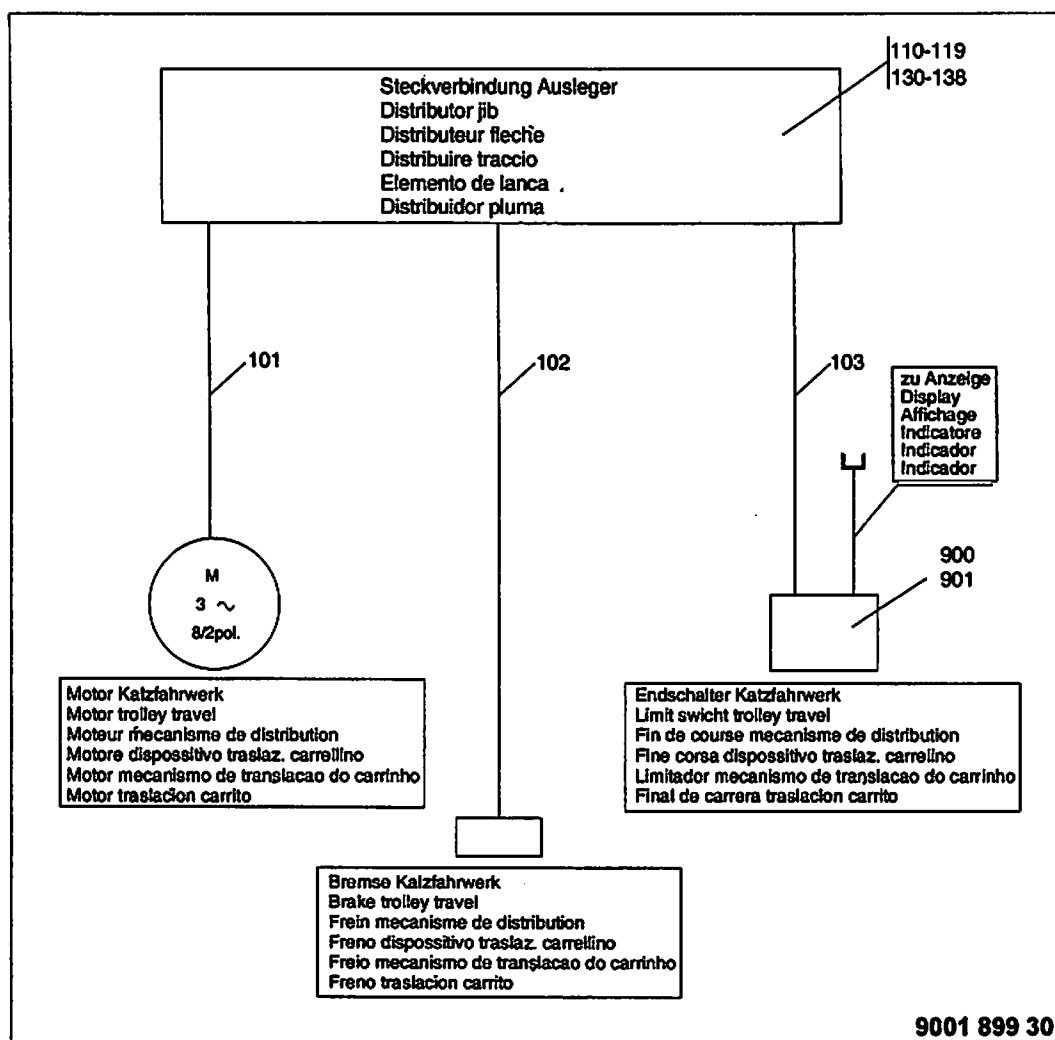 110-119
130-138
Steckverbindung Ausleger
Distributor jib
Distributeur fleche
Distribuire traccio
Elemento de lanca
Distribuidor pluma
101
102
103
zu Anzeige
Display
Affichage
Indicatore
Indicador
Indicador
900
901
M
3 ~
8/2pol.
Motor Katzfahrwerk
Motor trolley travel
Moteur mecanisme de distribution
Motore dispossitivo traslaz. carrellino
Motor mecanismo de translacao do carrinho
Motor traslacion carrito
Endschalter Katzfahrwerk
Limit swicht trolley travel
Fin de course mecanisme de distribution
Fine corsa dispossitivo traslaz. carrelino
Limitador mecanismo de translacao do carrinho
Final de carrera traslacion carrito
Bremse Katzfahrwerk
Brake trolley travel
Frein mecanisme de distribution
Freno dispossitivo traslaz. carrellino
Freio mecanismo de translacao do carrinho
Freno traslacion carrito
9001 899 30